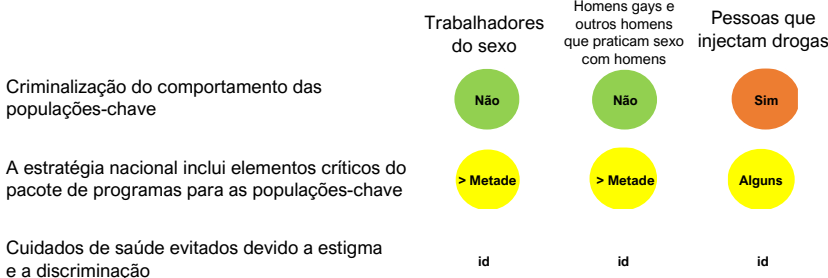 Trabalhadores
do sexo
Homens gays e
outros homens
que praticam sexo
com homens
Pessoas que
injectam drogas
Criminalização do comportamento das
populações-chave
Não
Não
Sim
A estratégia nacional inclui elementos críticos do
pacote de programas para as populações-chave
> Metade
> Metade
Alguns
Cuidados de saúde evitados devido a estigma
e a discriminação
id
id
id